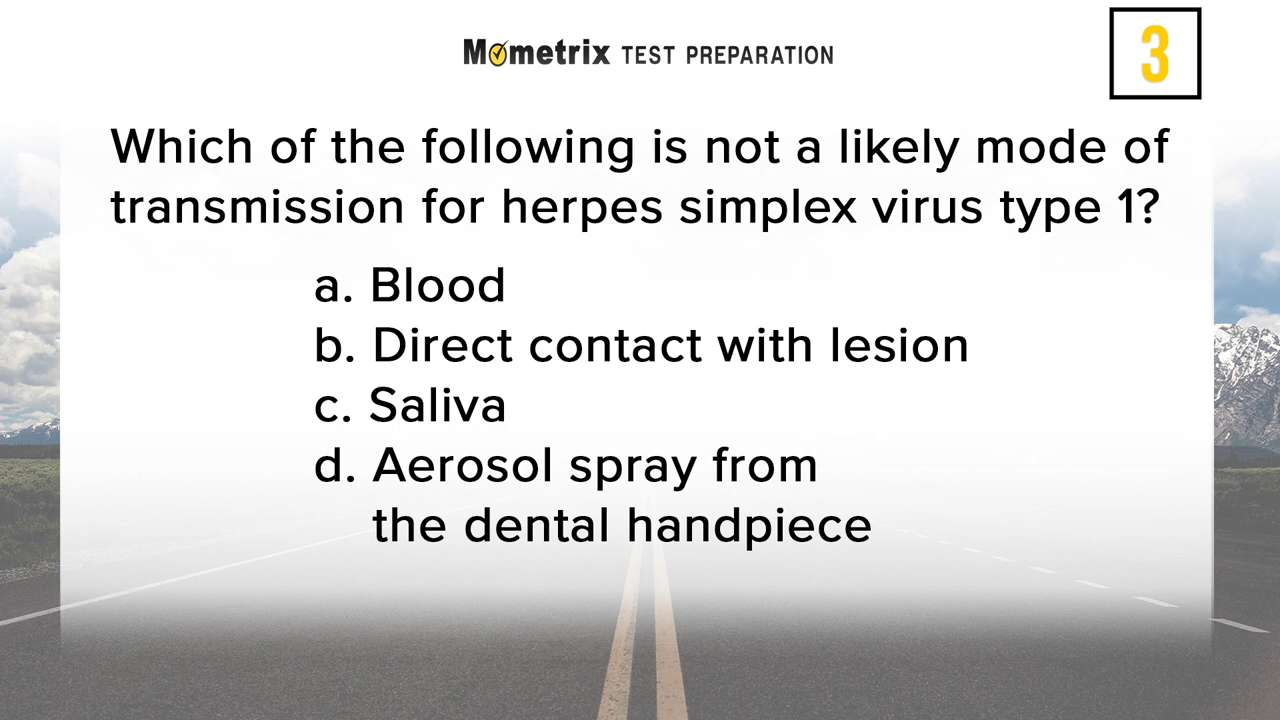 Mometrix TEST PREPARATION
3
Which of the following is not a likely mode of
transmission for herpes simplex virus type 1?
a. Blood
b. Direct contact with lesion
c. Saliva
d. Aerosol spray from
the dental handpiece